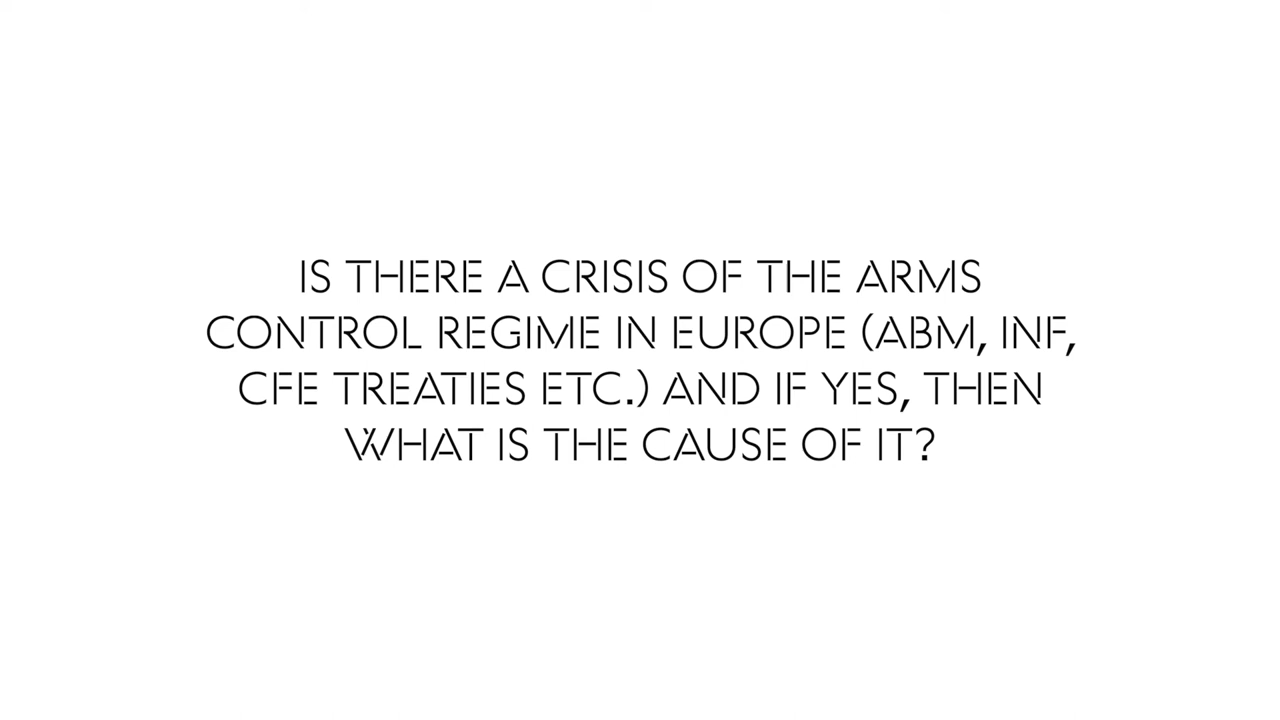 IS THERE A CRISIS OF THE ARMS
CONTROL REGIME IN EUROPE (ABM, INF,
CFE TREATIES ETC.) AND IF YES, THEN
WHAT IS THE CAUSE OF IT?